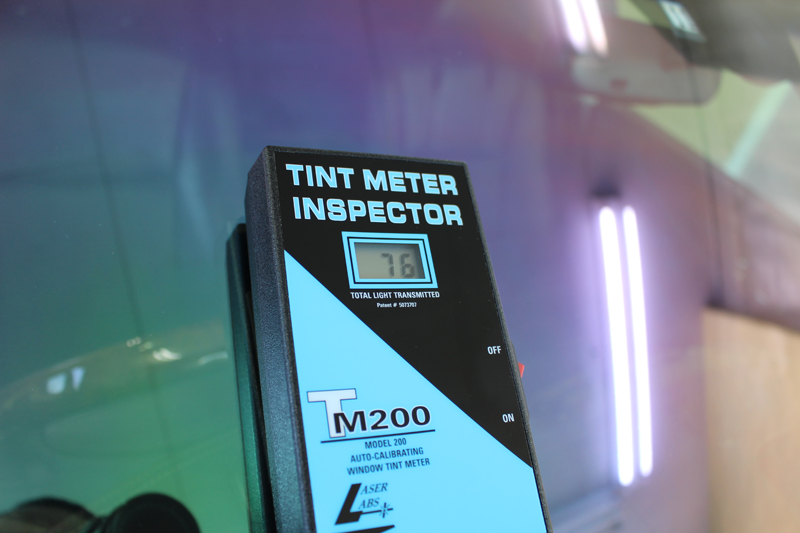 TINT METER
INSPECTOR
76
TOTAL LIGHT TRANSMITTED
Patent # 5073707
OFF
TM200
ON
MODEL 200
AUTO-CALIBRATING
WINDOW TINT METER
LASER
LABS